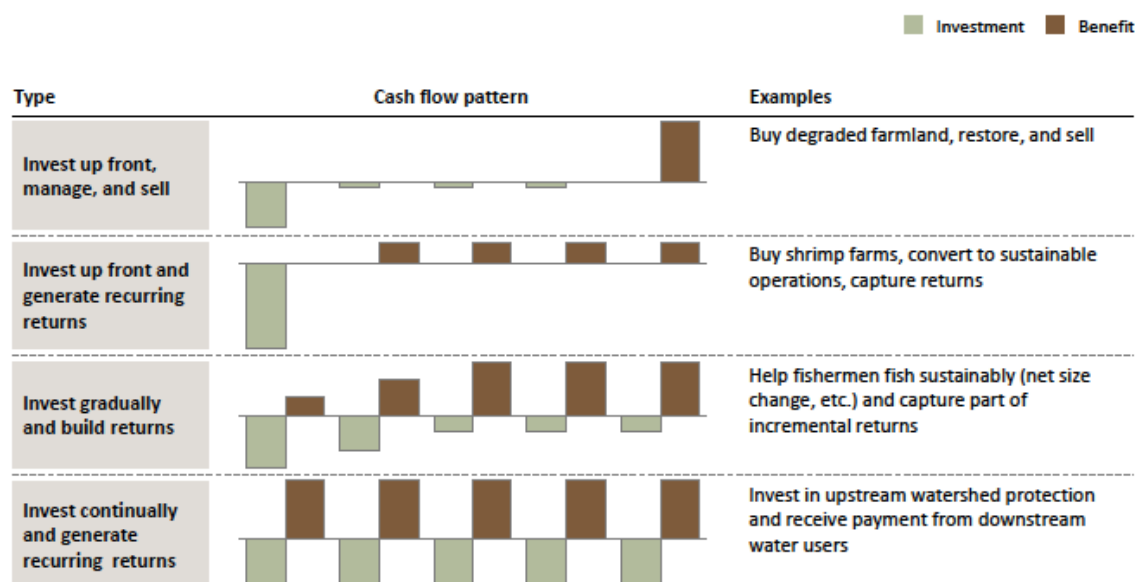 Investment Benefit
Type Cash flow pattern Examples
Invest up front,
manage, and sell
Buy degraded farmland, restore, and sell
Invest up front and
generate recurring
returns
Buy shrimp farms, convert to sustainable
operations, capture returns
Invest gradually
and build returns
Help fishermen fish sustainably (net size
change, etc.) and capture part of
incremental returns
Invest continually
and generate
recurring returns
Invest in upstream watershed protection
and receive payment from downstream
water users